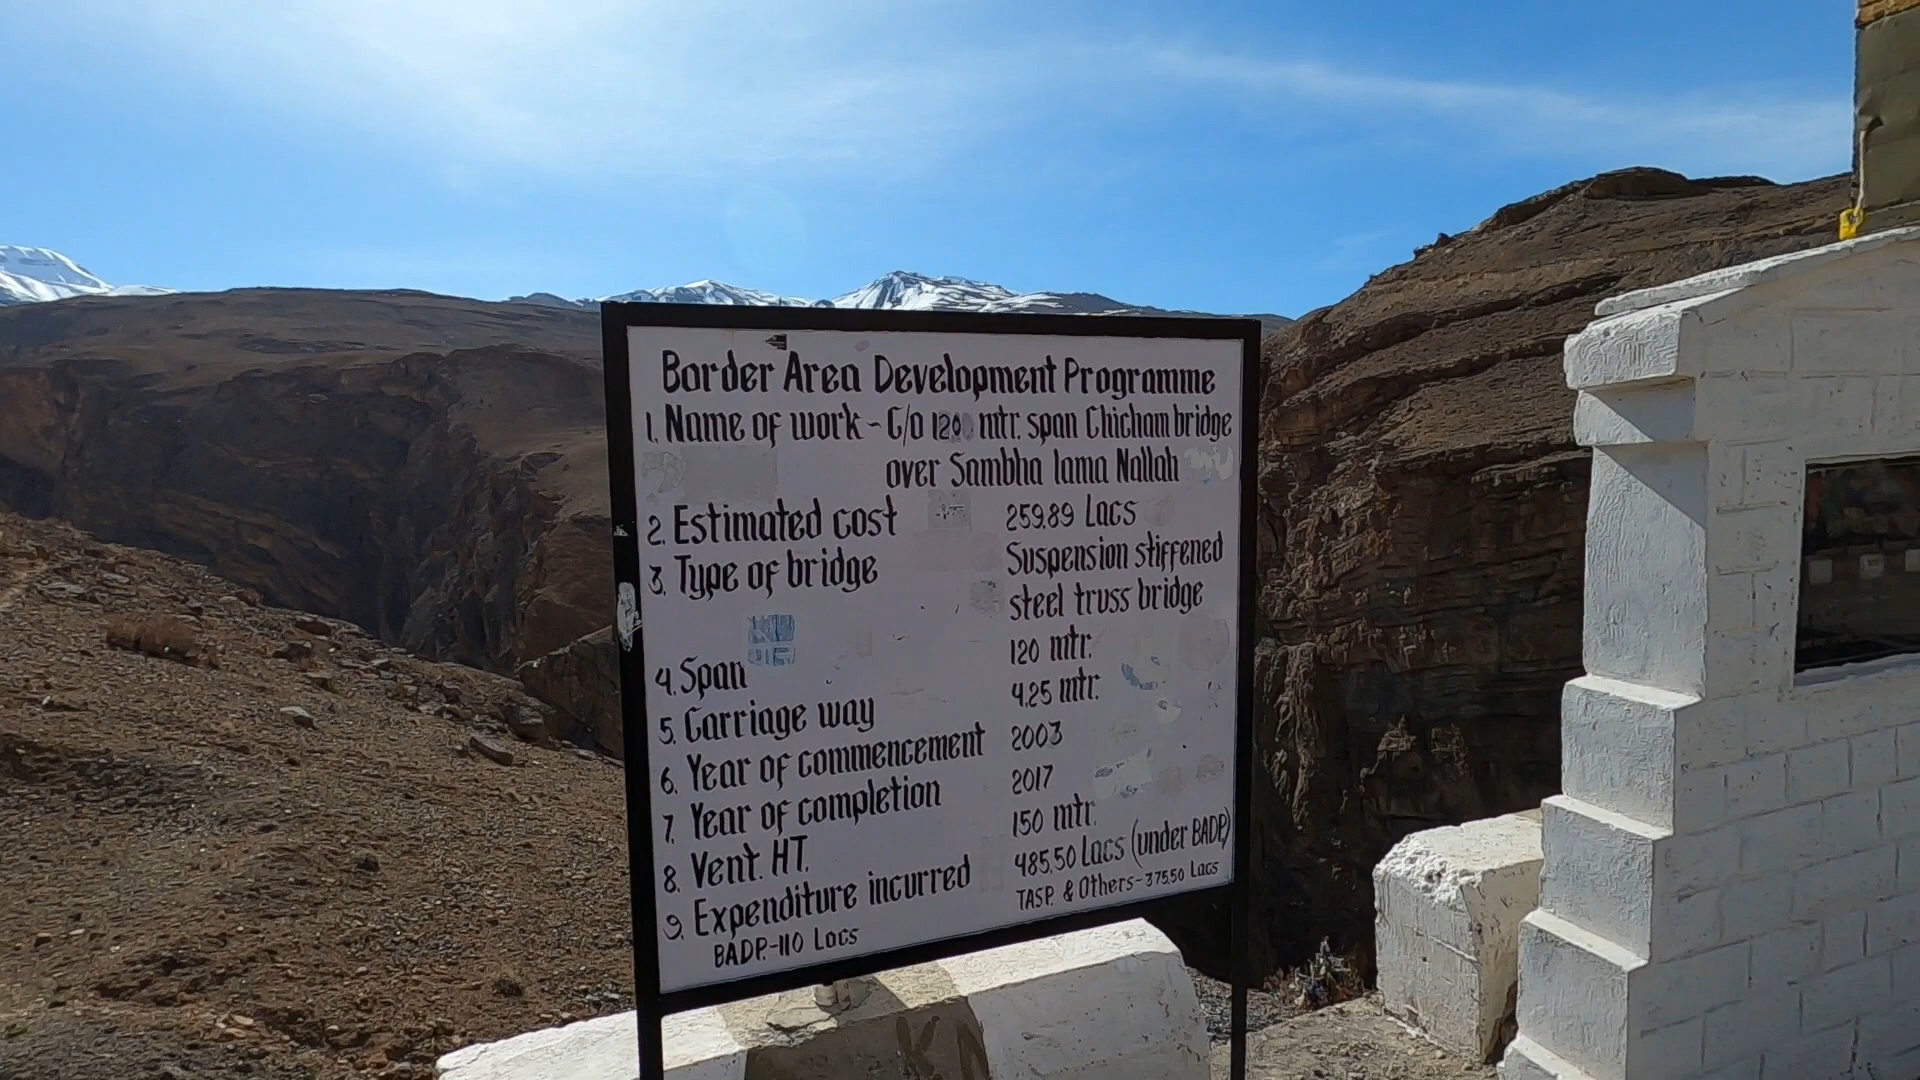 Border Area Development Programme
1. Name of work - C/o 1200 mtr. span Chicham bridge
over Sambha lama Nallah
2. Estimated cost 259.89 Lacs
3. Type of bridge Suspension stiffened
steel truss bridge
4. Span 120 mtr.
5. Carriage way 4.25 mtr.
6. Year of commencement 2003
7. Year of completion 2017
8. Vent. HT. 150 mtr.
9. Expenditure incurred 485.50 Lacs (under BADP)
BADP.-110 Lacs TASP. & Others-375.50 Lacs
KN